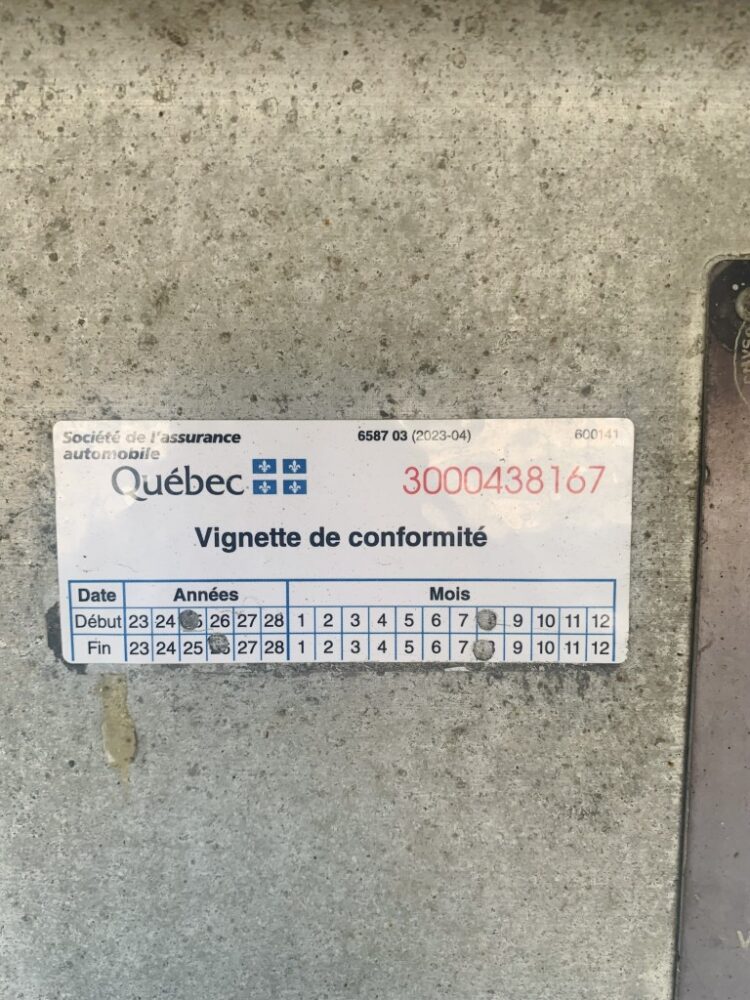 Société de l'assurance
automobile
Québec
6587 03 (2023-04)
600141
3000438167
Vignette de conformité
Date Années Mois
Début 23 24 26 27 28 1 2 3 4 5 6 7 9 10 11 12
Fin 23 24 25 27 28 1 2 3 4 5 6 7 9 10 11 12